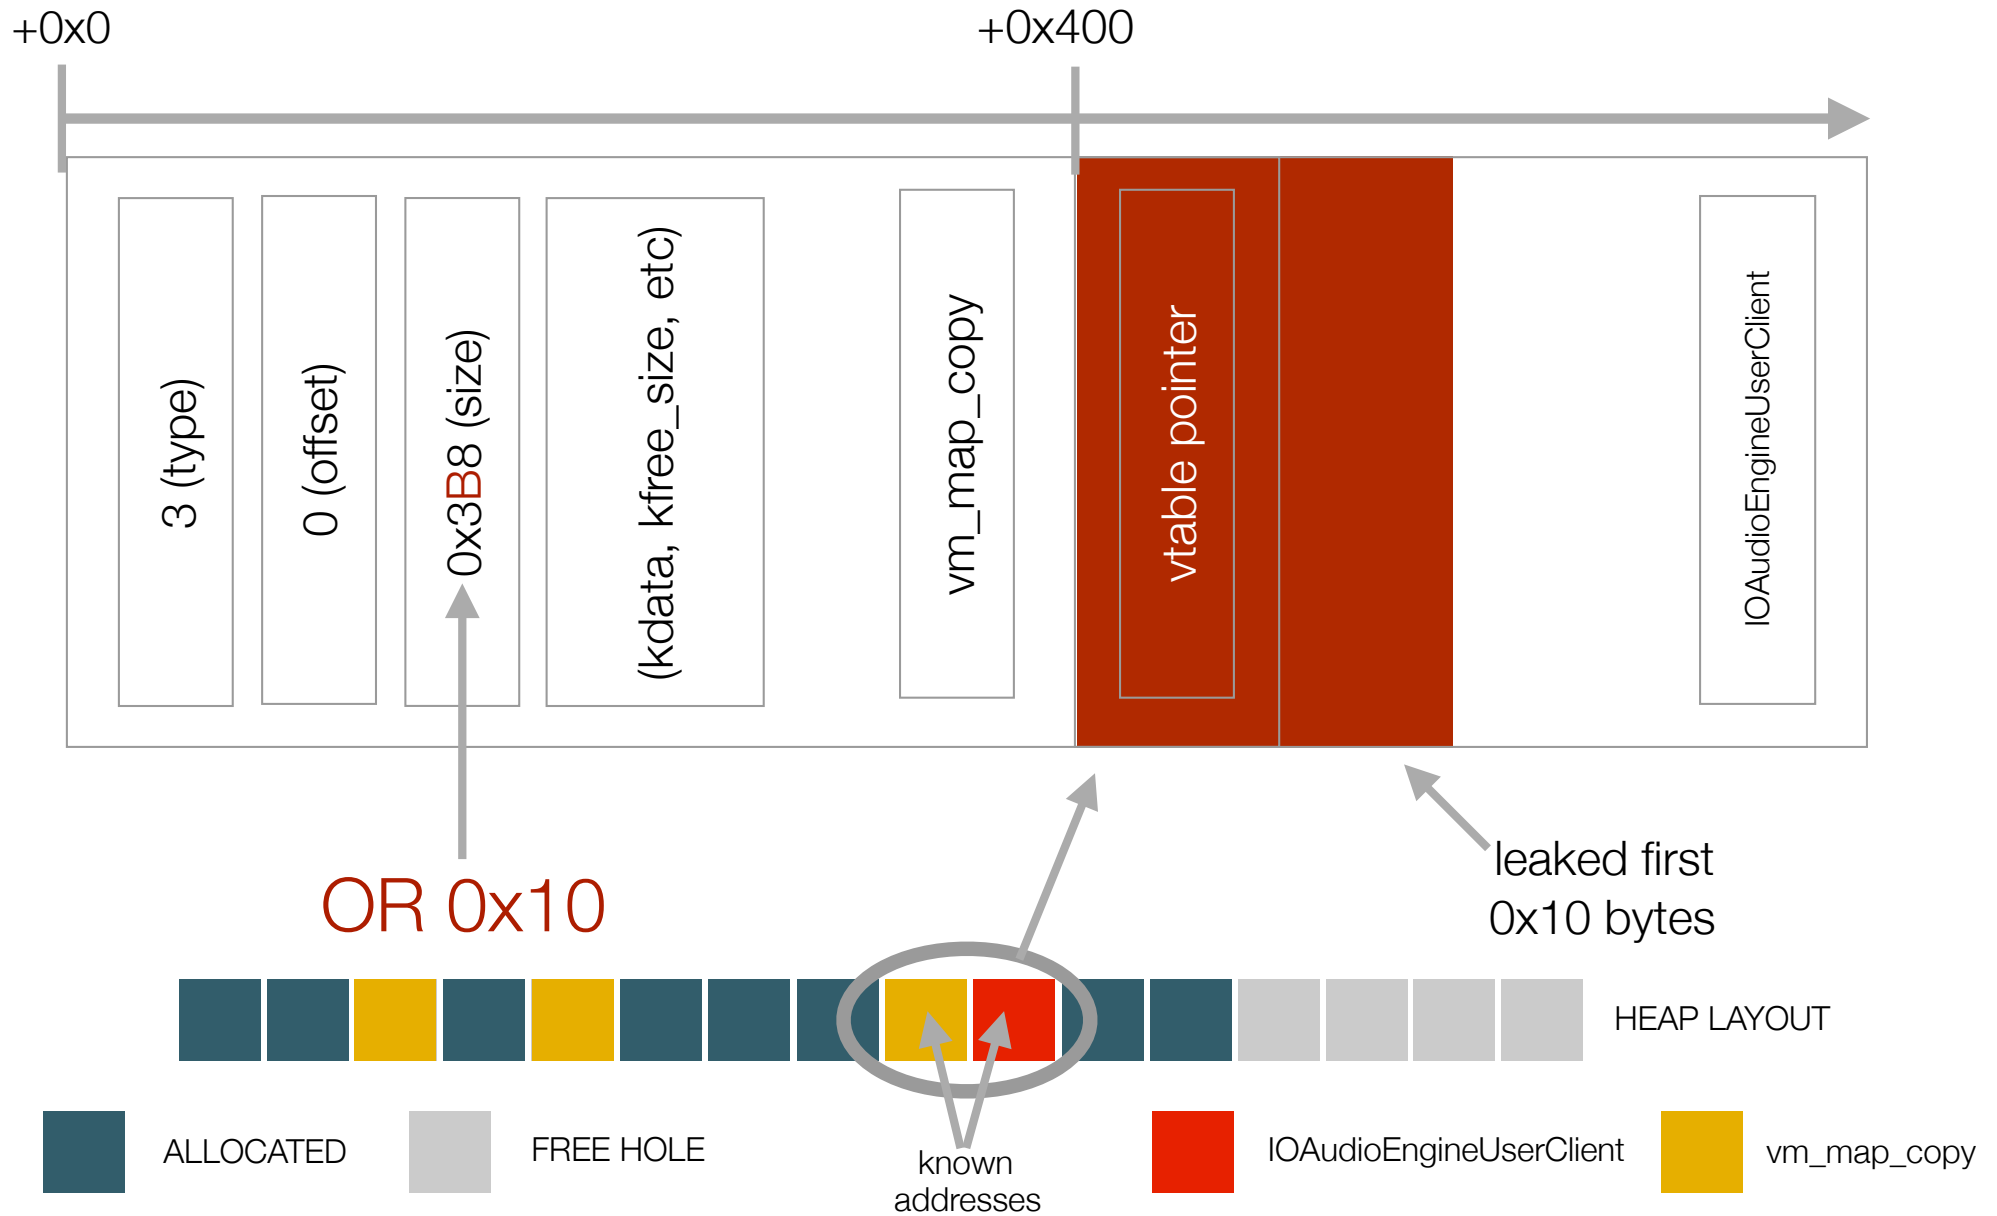 +0x0
+0x400
3 (type)
0 (offset)
0x3B8 (size)
(kdata, kfree_size, etc)
vm_map_copy
vtable pointer
IOAudioEngineUserClient
OR 0x10
leaked first
0x10 bytes
HEAP LAYOUT
ALLOCATED
FREE HOLE
known
addresses
IOAudioEngineUserClient
vm_map_copy